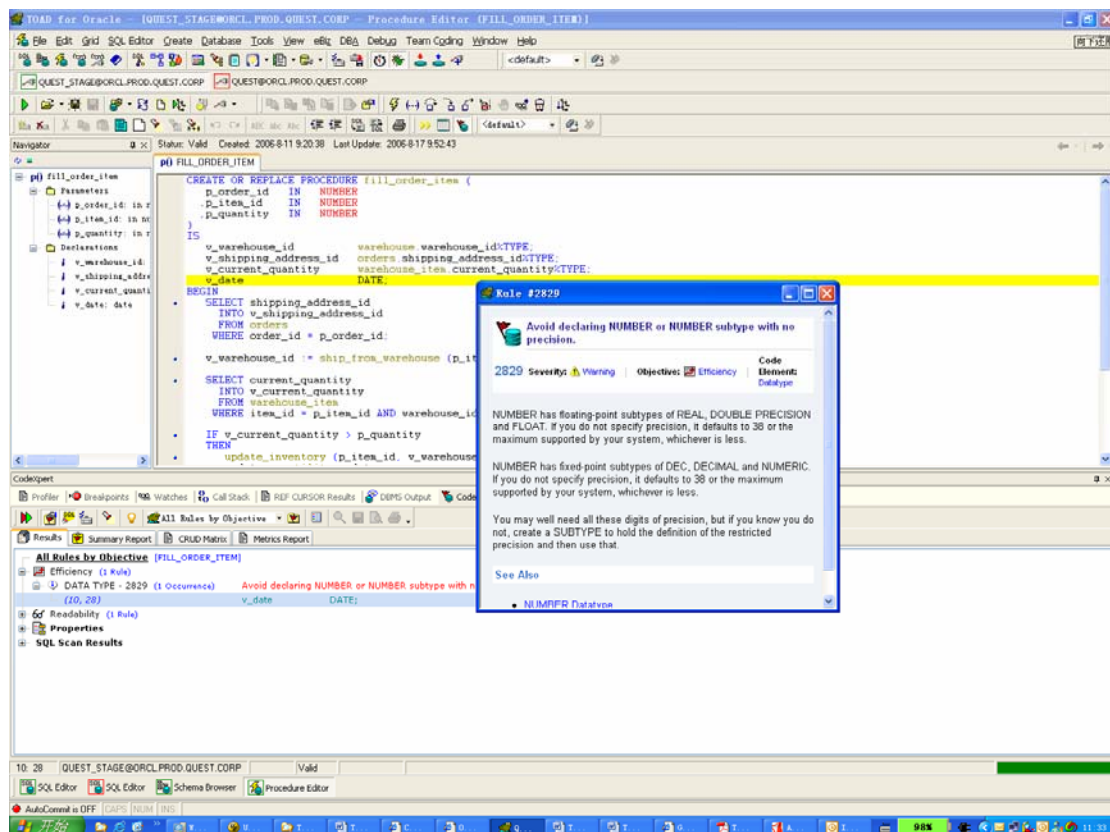 TOAD for Oracle - [QUEST_STAGE@ORCL.PROD.QUEST.CORP - Procedure Editor (FILL_ORDER_ITEM)]
File Edit Grid SQL Editor Create Database Tools View eBiz DBA Debug Team Coding Window Help
<default>
QUEST_STAGE@ORCL.PROD.QUEST.CORP QUEST@ORCL.PROD.QUEST.CORP
<default>
Navigator
Status: Valid Created: 2006-8-11 9:20:38 Last Update: 2006-8-17 9:52:43
p() FILL_ORDER_ITEM
p() fill_order_item
Parameters
p_order_id: in r
p_item_id: in nu
p_quantity: in r
Declarations
v_warehouse_id:
v_shipping_addre
v_current_quanti
v_date: date
CREATE OR REPLACE PROCEDURE fill_order_item (
p_order_id IN NUMBER
,p_item_id IN NUMBER
,p_quantity IN NUMBER
)
IS
v_warehouse_id warehouse.warehouse_id%TYPE;
v_shipping_address_id orders.shipping_address_id%TYPE;
v_current_quantity warehouse_item.current_quantity%TYPE;
v_date DATE;
BEGIN
SELECT shipping_address_id
INTO v_shipping_address_id
FROM orders
WHERE order_id = p_order_id;
v_warehouse_id := ship_from_warehouse (p_it
SELECT current_quantity
INTO v_current_quantity
FROM warehouse_item
WHERE item_id = p_item_id AND warehouse_id
IF v_current_quantity > p_quantity
THEN
update_inventory (p_item_id, v_warehouse
Rule #2829
Avoid declaring NUMBER or NUMBER subtype with no
precision.
2829 Severity: Warning Objective: Efficiency Code Element: Datatype
NUMBER has floating-point subtypes of REAL, DOUBLE PRECISION
and FLOAT. If you do not specify precision, it defaults to 38 or the
maximum supported by your system, whichever is less.
NUMBER has fixed-point subtypes of DEC, DECIMAL and NUMERIC.
If you do not specify precision, it defaults to 38 or the maximum
supported by your system, whichever is less.
You may well need all these digits of precision, but if you know you do
not, create a SUBTYPE to hold the definition of the restricted
precision and then use that.
See Also
NUMBER Datatype
CodeXpert
Profiler Breakpoints Watches Call Stack REF CURSOR Results DBMS Output Code
All Rules by Objective
Results Summary Report CRUD Matrix Metrics Report
All Rules by Objective [FILL_ORDER_ITEM]
Efficiency (1 Rule)
DATA TYPE - 2829 (1 Occurrence) Avoid declaring NUMBER or NUMBER subtype with n
(10, 28) v_date DATE;
Readability (1 Rule)
Properties
SQL Scan Results
10: 28 QUEST_STAGE@ORCL.PROD.QUEST.CORP Valid
SQL Editor SQL Editor Schema Browser Procedure Editor
AutoCommit is OFF CAPS NUM INS
开始 98% 11:33